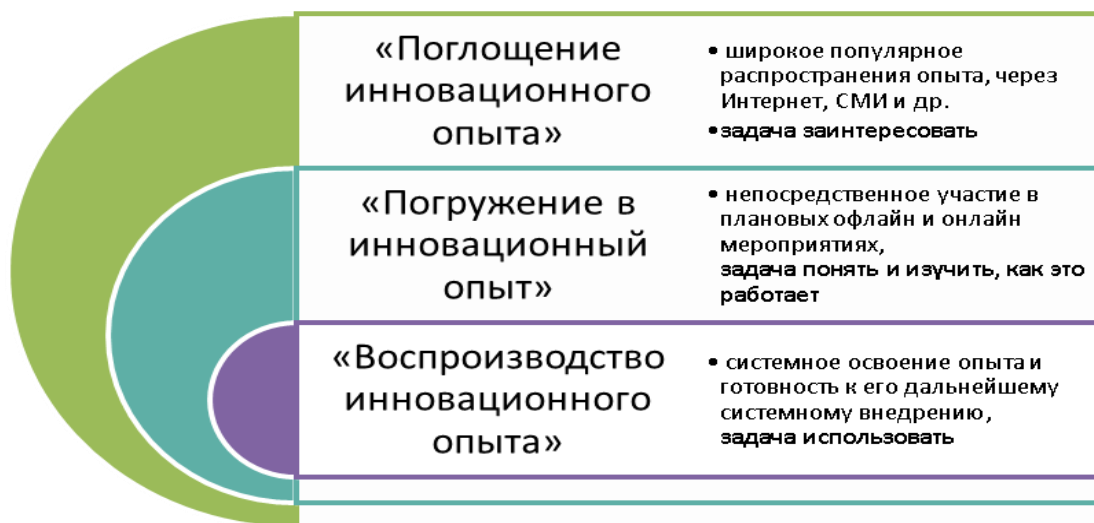 «Поглощение
инновационного
опыта»
• широкое популярное
распространения опыта, через
Интернет, СМИ и др.
•задача заинтересовать
«Погружение в
инновационный
опыт»
• непосредственное участие в
плановых офлайн и онлайн
мероприятиях,
задача понять и изучить, как это
работает
«Воспроизводство
инновационного
опыта»
• системное освоение опыта и
готовность к его дальнейшему
системному внедрению,
задача использовать